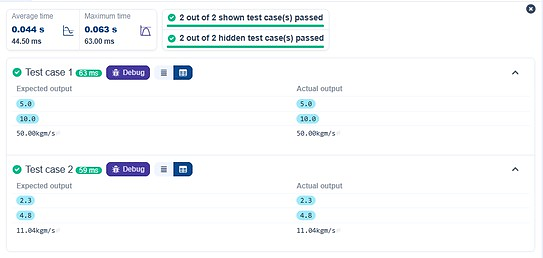 Average time
Maximum time
0.044 s
0.063 s
44.50 ms
63.00 ms
2 out of 2 shown test case(s) passed
2 out of 2 hidden test case(s) passed
Test case 1 63 ms Debug
Expected output Actual output
5.0 5.0
10.0 10.0
50.00kgm/s 50.00kgm/s
Test case 2 59 ms Debug
Expected output Actual output
2.3 2.3
4.8 4.8
11.04kgm/s 11.04kgm/s